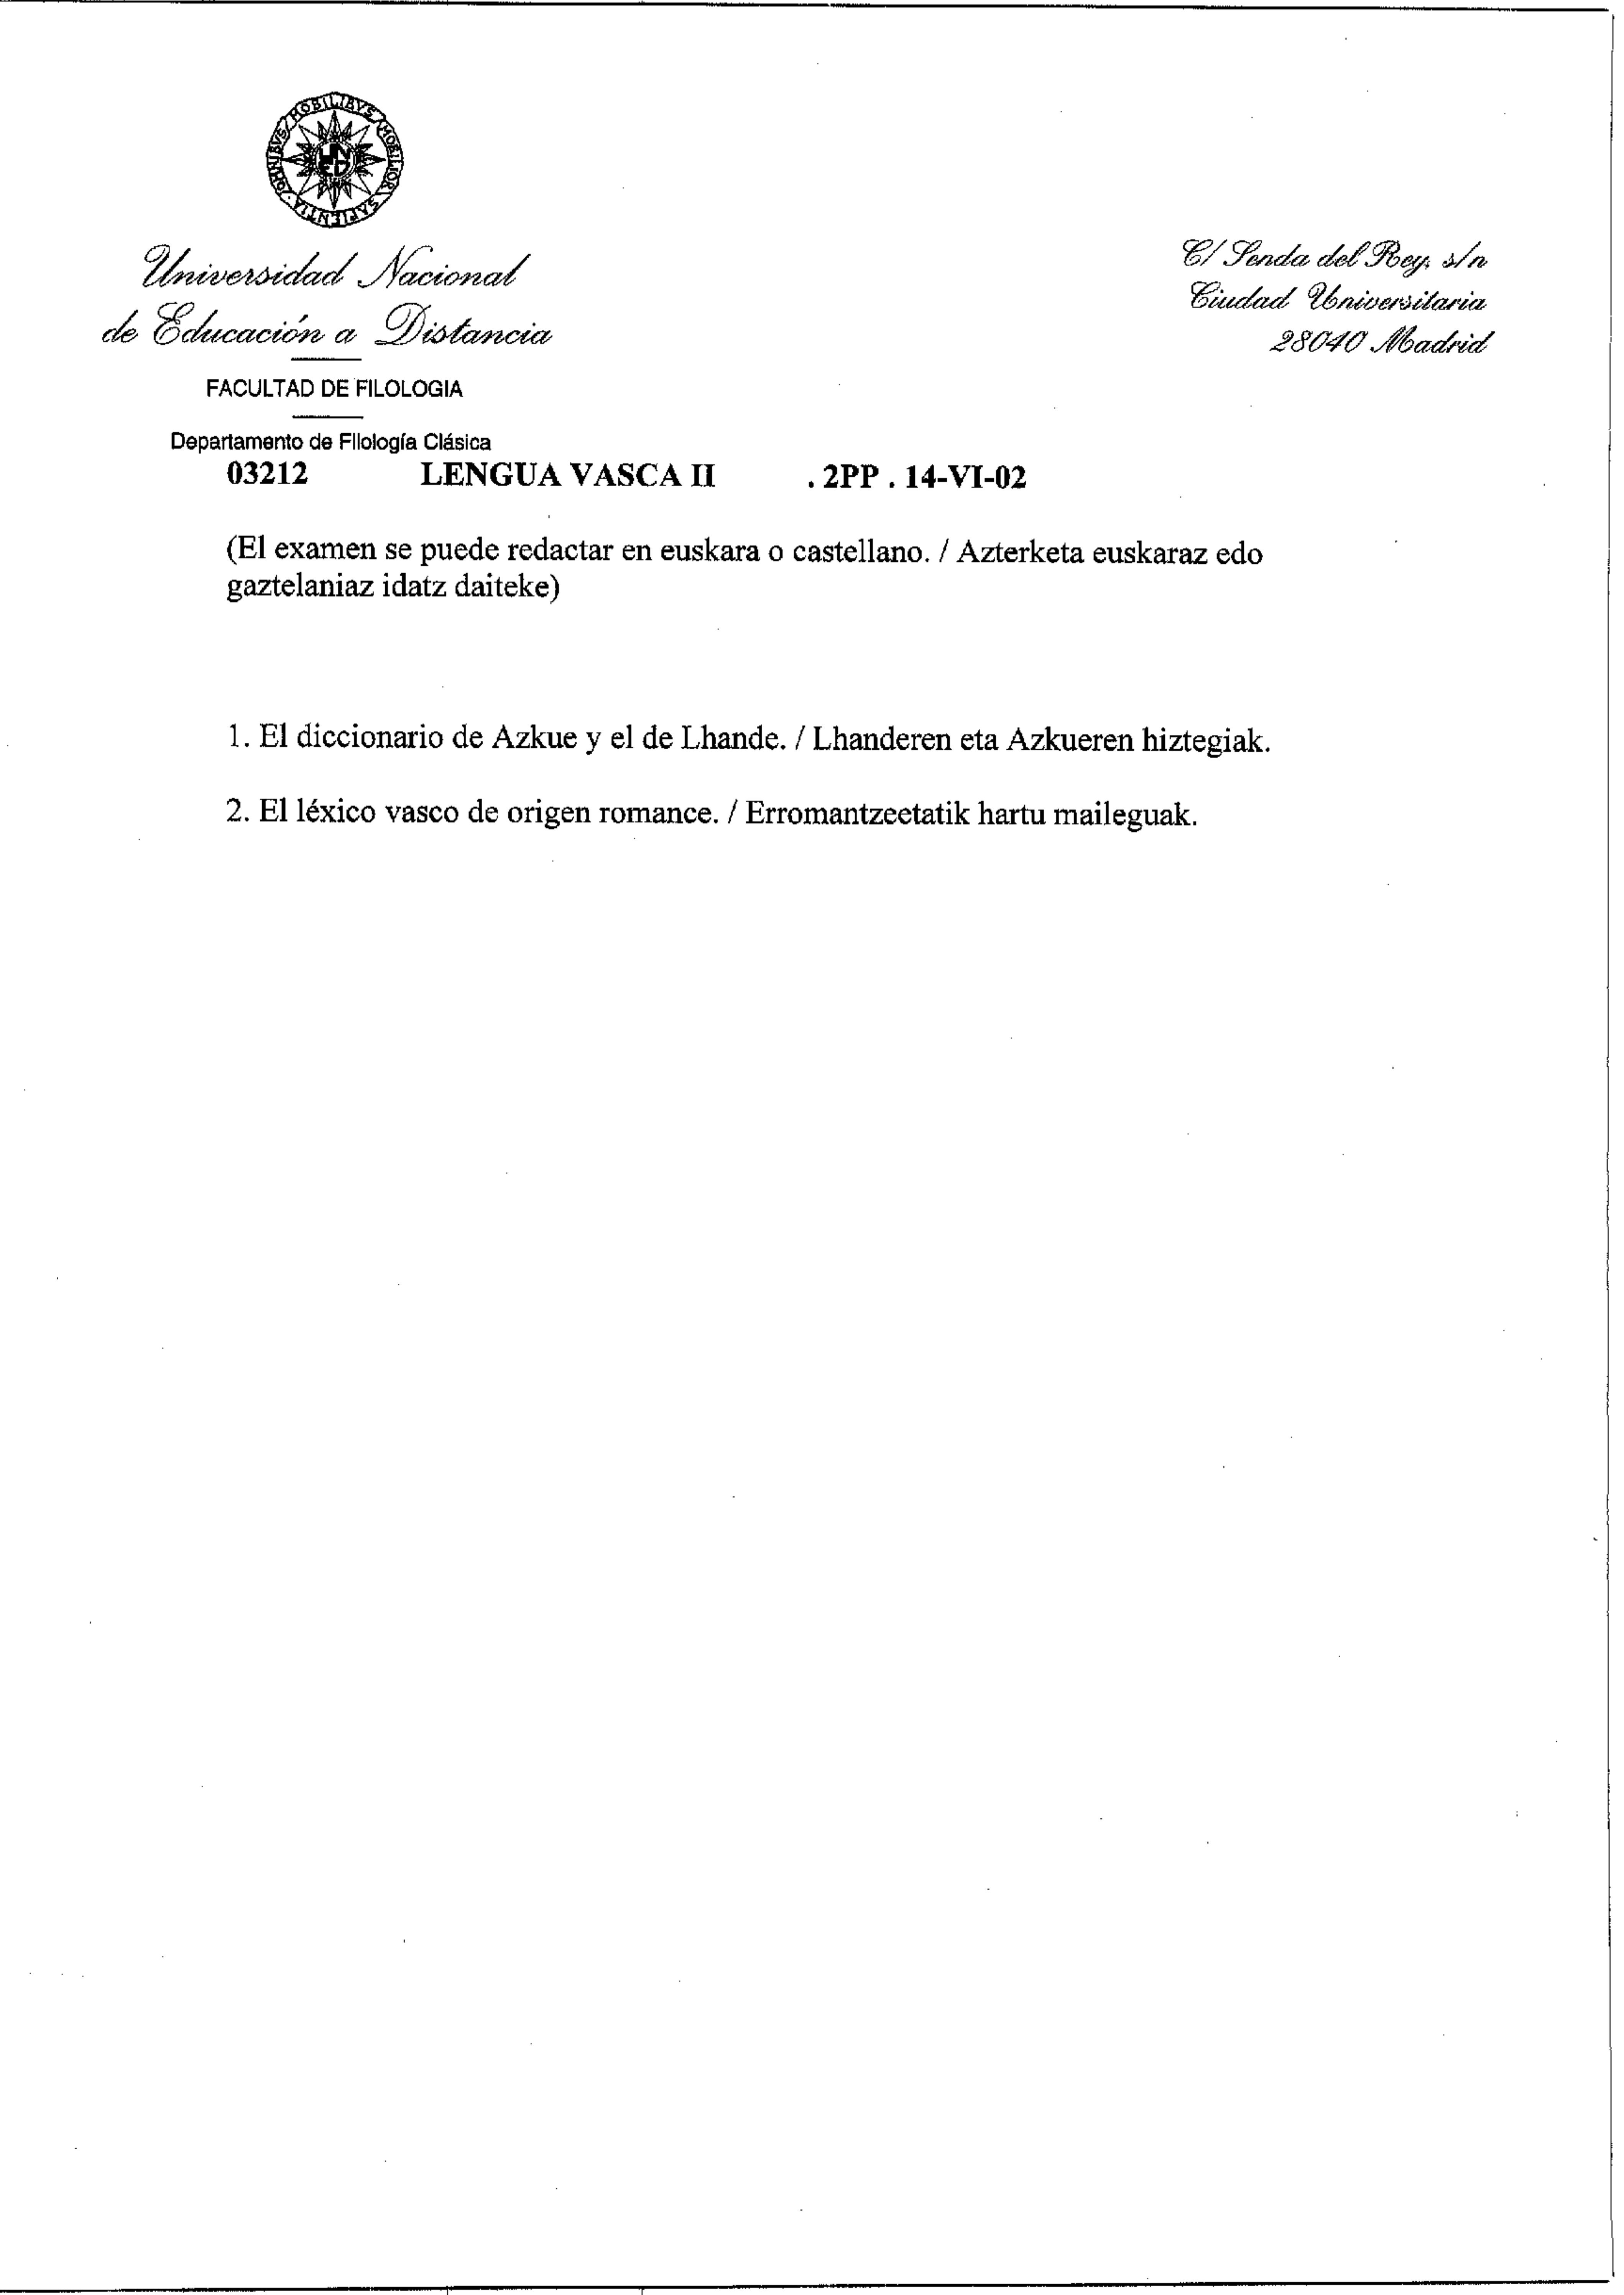 OMNIBVS MOBILIBVS MOBILIOR SAPIENTIA
UNED
Universidad Nacional
de Educación a Distancia
C/ Senda del Rey, s/n
Ciudad Universitaria
28040 Madrid
FACULTAD DE FILOLOGIA
Departamento de Filología Clásica
03212 LENGUA VASCA II . 2PP . 14-VI-02
(El examen se puede redactar en euskara o castellano. / Azterketa euskaraz edo
gaztelaniaz idatz daiteke)
1. El diccionario de Azkue y el de Lhande. / Lhanderen eta Azkueren hiztegiak.
2. El léxico vasco de origen romance. / Erromantzeetatik hartu maileguak.